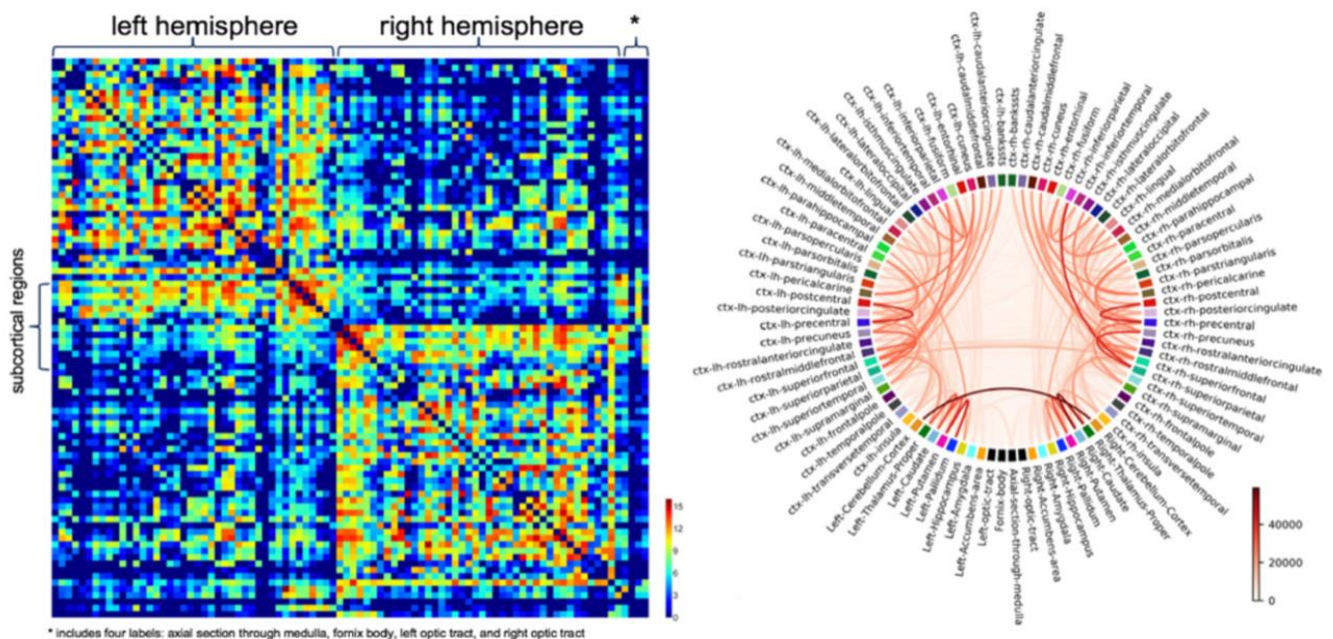 left hemisphere
right hemisphere
*
subcortical regions
15
12
9
6
3
0
* includes four labels: axial section through medulla, fornix body, left optic tract, and right optic tract
ctx-lh-bankssts
ctx-lh-caudalanteriorcingulate
ctx-lh-caudalmiddlefrontal
ctx-lh-cuneus
ctx-lh-entorhinal
ctx-lh-fusiform
ctx-lh-inferiorparietal
ctx-lh-inferiortemporal
ctx-lh-isthmuscingulate
ctx-lh-lateraloccipital
ctx-lh-lateralorbitofrontal
ctx-lh-lingual
ctx-lh-medialorbitofrontal
ctx-lh-middletemporal
ctx-lh-parahippocampal
ctx-lh-paracentral
ctx-lh-parsopercularis
ctx-lh-parsorbitalis
ctx-lh-parstriangularis
ctx-lh-pericalcarine
ctx-lh-postcentral
ctx-lh-posteriorcingulate
ctx-lh-precentral
ctx-lh-precuneus
ctx-lh-rostralanteriorcingulate
ctx-lh-rostralmiddlefrontal
ctx-lh-superiorfrontal
ctx-lh-superiorparietal
ctx-lh-superiortemporal
ctx-lh-supramarginal
ctx-lh-frontalpole
ctx-lh-temporalpole
ctx-lh-transversetemporal
ctx-lh-insula
Left-Cerebellum-Cortex
Left-Thalamus-Proper
Left-Caudate
Left-Putamen
Left-Pallidum
Left-Hippocampus
Left-Amygdala
Left-Accumbens-area
Left-optic-tract
Fornix-body
Axial-section-through-medulla
Right-optic-tract
Right-Accumbens-area
Right-Amygdala
Right-Hippocampus
Right-Pallidum
Right-Putamen
Right-Caudate
Right-Thalamus-Proper
Right-Cerebellum-Cortex
ctx-rh-insula
ctx-rh-transversetemporal
ctx-rh-temporalpole
ctx-rh-frontalpole
ctx-rh-supramarginal
ctx-rh-superiortemporal
ctx-rh-superiorparietal
ctx-rh-superiorfrontal
ctx-rh-rostralmiddlefrontal
ctx-rh-rostralanteriorcingulate
ctx-rh-precuneus
ctx-rh-precentral
ctx-rh-posteriorcingulate
ctx-rh-postcentral
ctx-rh-pericalcarine
ctx-rh-parstriangularis
ctx-rh-parsorbitalis
ctx-rh-parsopercularis
ctx-rh-paracentral
ctx-rh-parahippocampal
ctx-rh-middletemporal
ctx-rh-medialorbitofrontal
ctx-rh-lingual
ctx-rh-lateralorbitofrontal
ctx-rh-lateraloccipital
ctx-rh-isthmuscingulate
ctx-rh-inferiortemporal
ctx-rh-inferiorparietal
ctx-rh-fusiform
ctx-rh-entorhinal
ctx-rh-cuneus
ctx-rh-caudalmiddlefrontal
ctx-rh-caudalanteriorcingulate
ctx-rh-bankssts
40000
20000
0